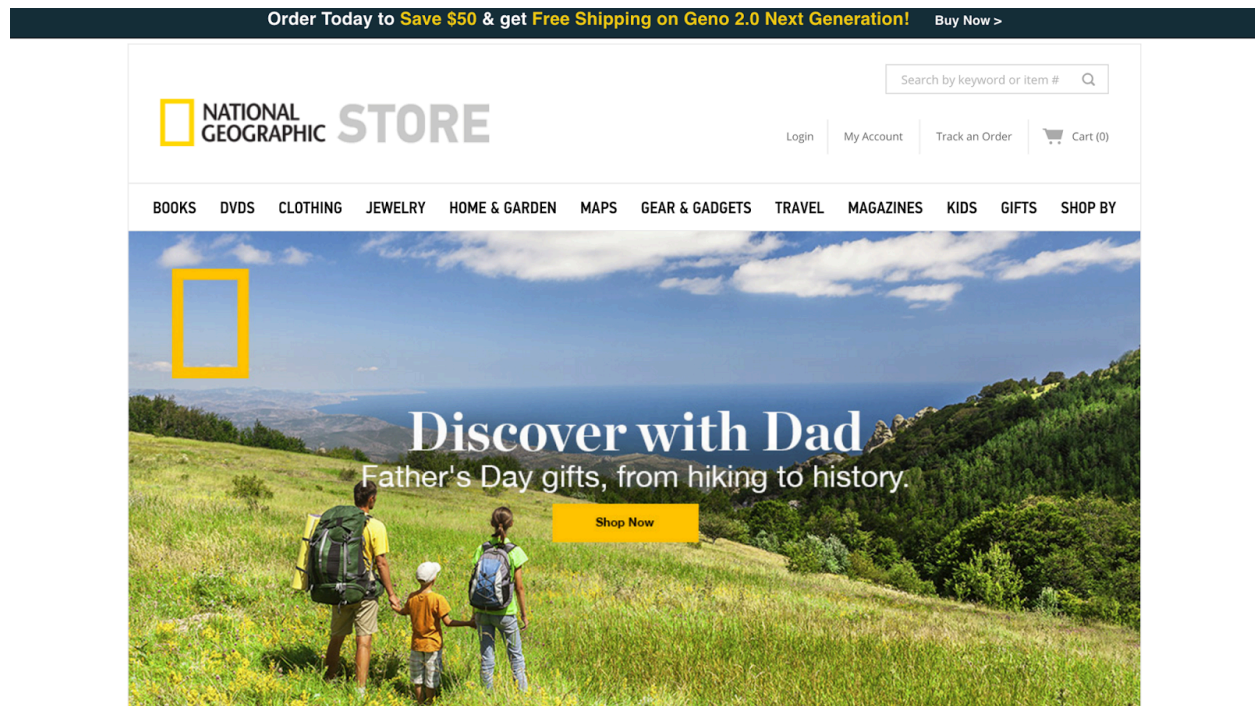 Order Today to Save $50 & get Free Shipping on Geno 2.0 Next Generation! Buy Now >
Search by keyword or item #
NATIONAL
GEOGRAPHIC STORE
Login My Account Track an Order Cart (0)
BOOKS DVDS CLOTHING JEWELRY HOME & GARDEN MAPS GEAR & GADGETS TRAVEL MAGAZINES KIDS GIFTS SHOP BY
Discover with Dad
Father's Day gifts, from hiking to history.
Shop Now